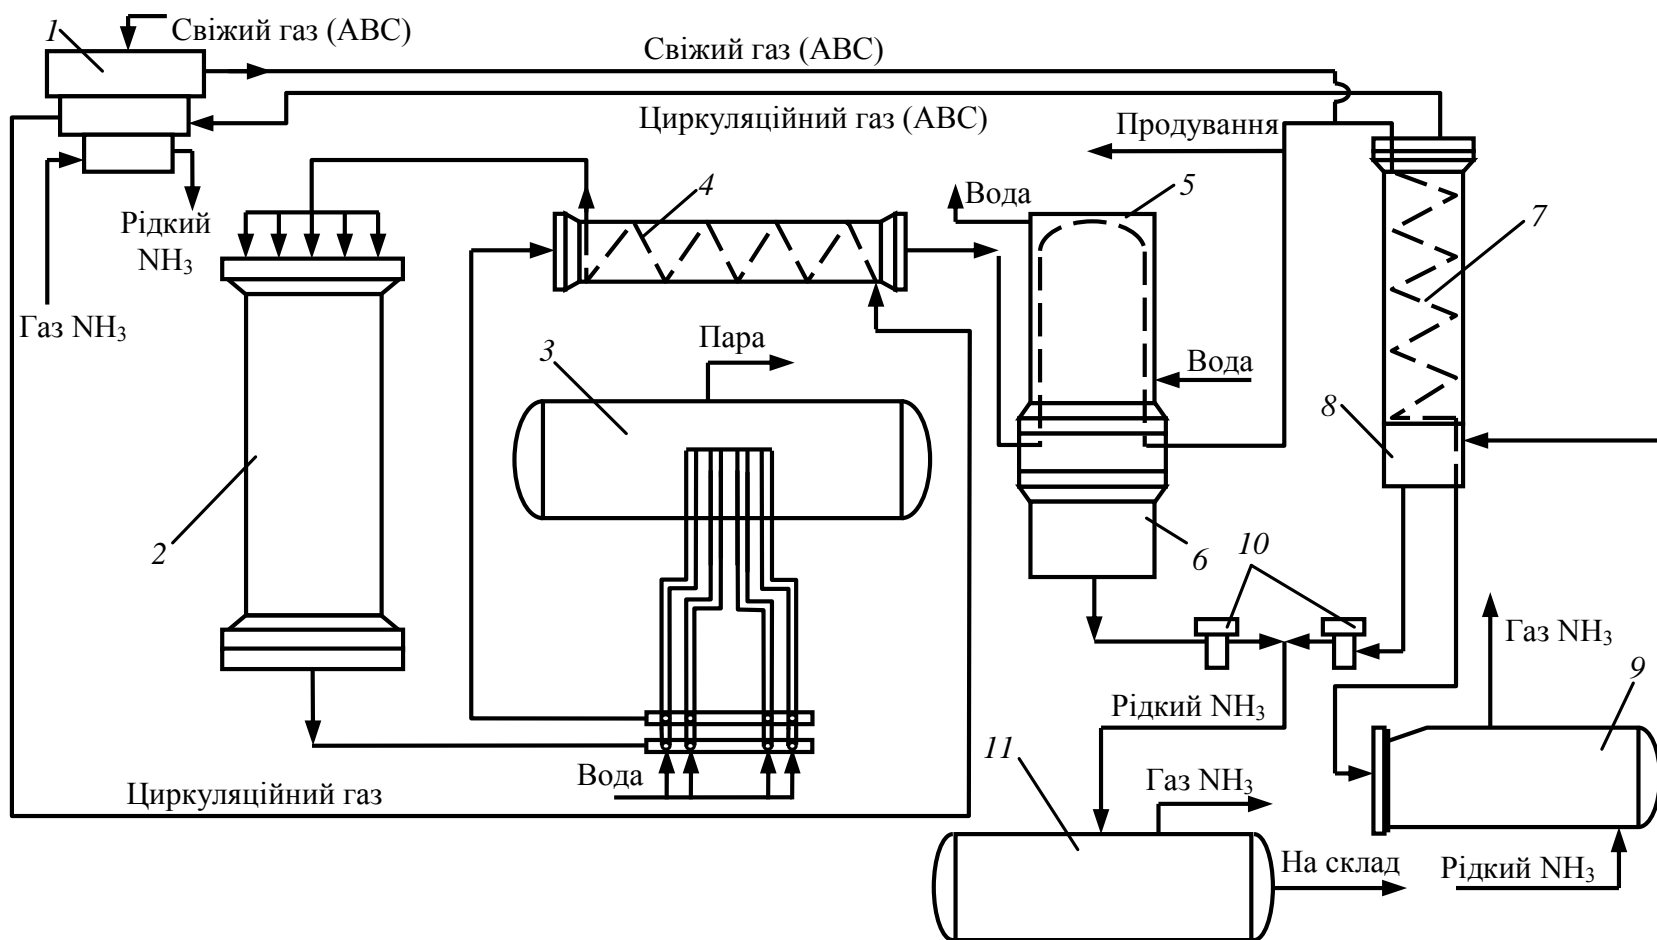 1
Свіжий газ (АВС)
Свіжий газ (АВС)
Циркуляційний газ (АВС)
Продування
4
Вода
5
7
Рідкий
NH3
Газ NH3
Пара
3
Вода
8
2
6
10
Газ NH3
9
Рідкий NH3
11
Вода
Газ NH3
Циркуляційний газ
На склад
Рідкий NH3